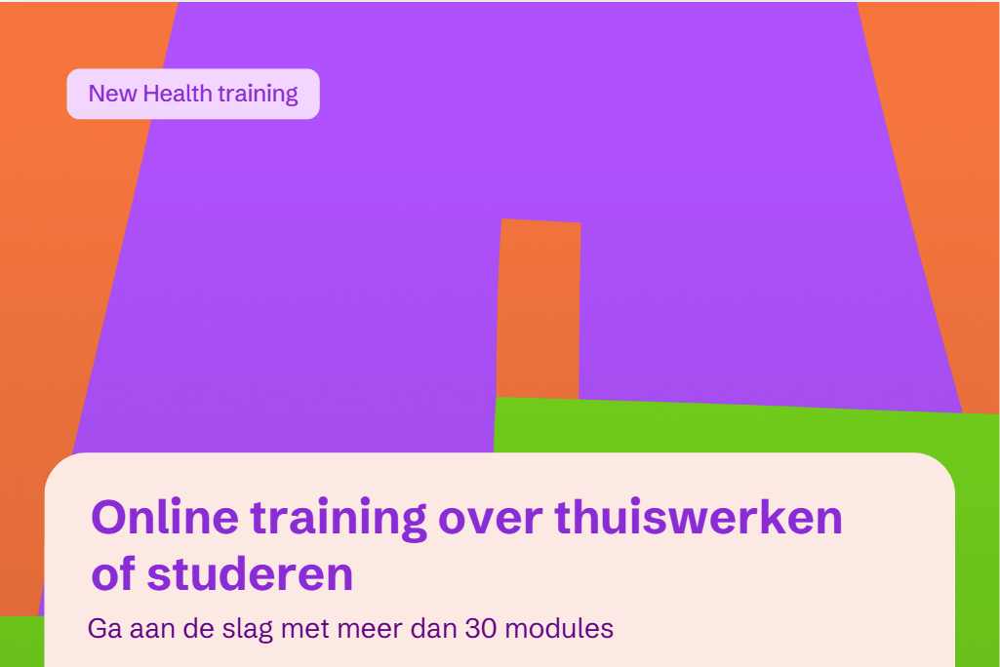 New Health training
Online training over thuiswerken
of studeren
Ga aan de slag met meer dan 30 modules